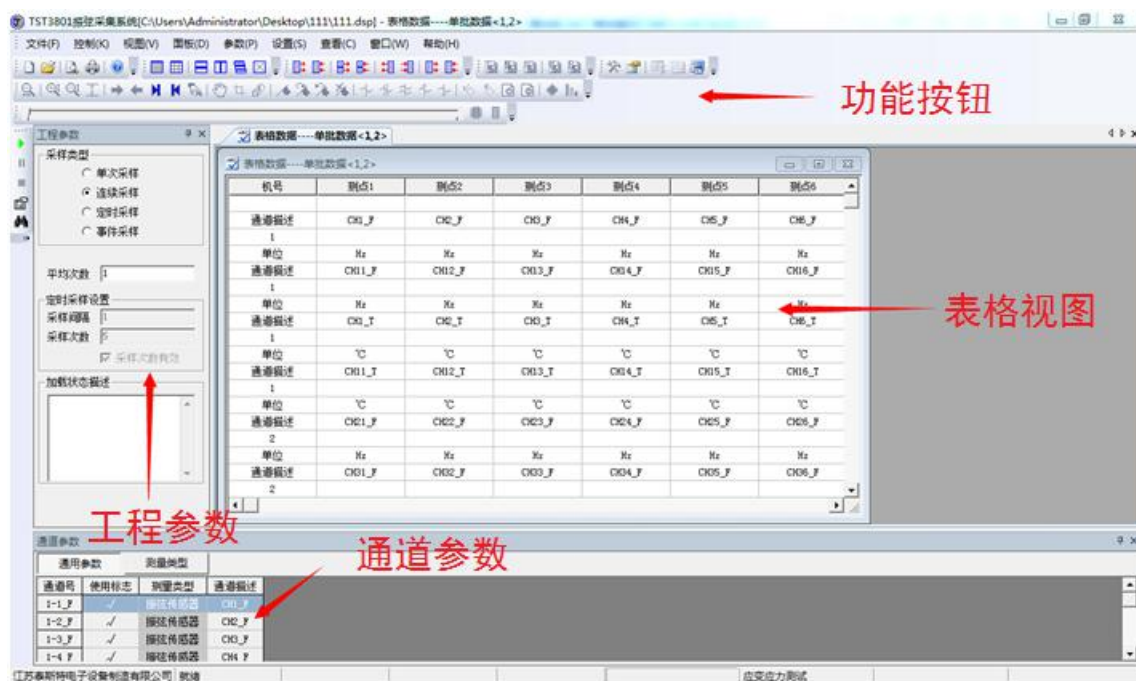 TST3801振弦采集系统[C:\Users\Administrator\Desktop\111\111.dsp] - 表格数据----单批数据<1,2>
文件(F) 控制(K) 视图(V) 面板(D) 参数(P) 设置(S) 查看(C) 窗口(W) 帮助(H)
功能按钮
工程参数
表格数据----单批数据<1,2>
采样类型
单次采样
连续采样
定时采样
事件采样
平均次数 1
定时采样设置
采样间隔 1
采样次数 5
采样次数有效
加载状态描述
表格数据----单批数据<1,2>
机号 测点1 测点2 测点3 测点4 测点5 测点6
通道描述 CH1_F CH2_F CH3_F CH4_F CH5_F CH6_F
1
单位 Hz Hz Hz Hz Hz Hz
通道描述 CH11_F CH12_F CH13_F CH14_F CH15_F CH16_F
1
单位 Hz Hz Hz Hz Hz Hz
通道描述 CH1_T CH2_T CH3_T CH4_T CH5_T CH6_T
1
单位 ℃ ℃ ℃ ℃ ℃ ℃
通道描述 CH11_T CH12_T CH13_T CH14_T CH15_T CH16_T
1
单位 ℃ ℃ ℃ ℃ ℃ ℃
通道描述 CH21_F CH22_F CH23_F CH24_F CH25_F CH26_F
2
单位 Hz Hz Hz Hz Hz Hz
通道描述 CH31_F CH32_F CH33_F CH34_F CH35_F CH36_F
2
表格视图
工程参数
通道参数
通道参数
通用参数 测量类型
通道号 使用标志 测量类型 通道描述
1-1_F √ 振弦传感器 CH1_F
1-2_F √ 振弦传感器 CH2_F
1-3_F √ 振弦传感器 CH3_F
1-4_F √ 振弦传感器 CH4_F
江苏泰斯特电子设备制造有限公司 就绪 应变应力测试